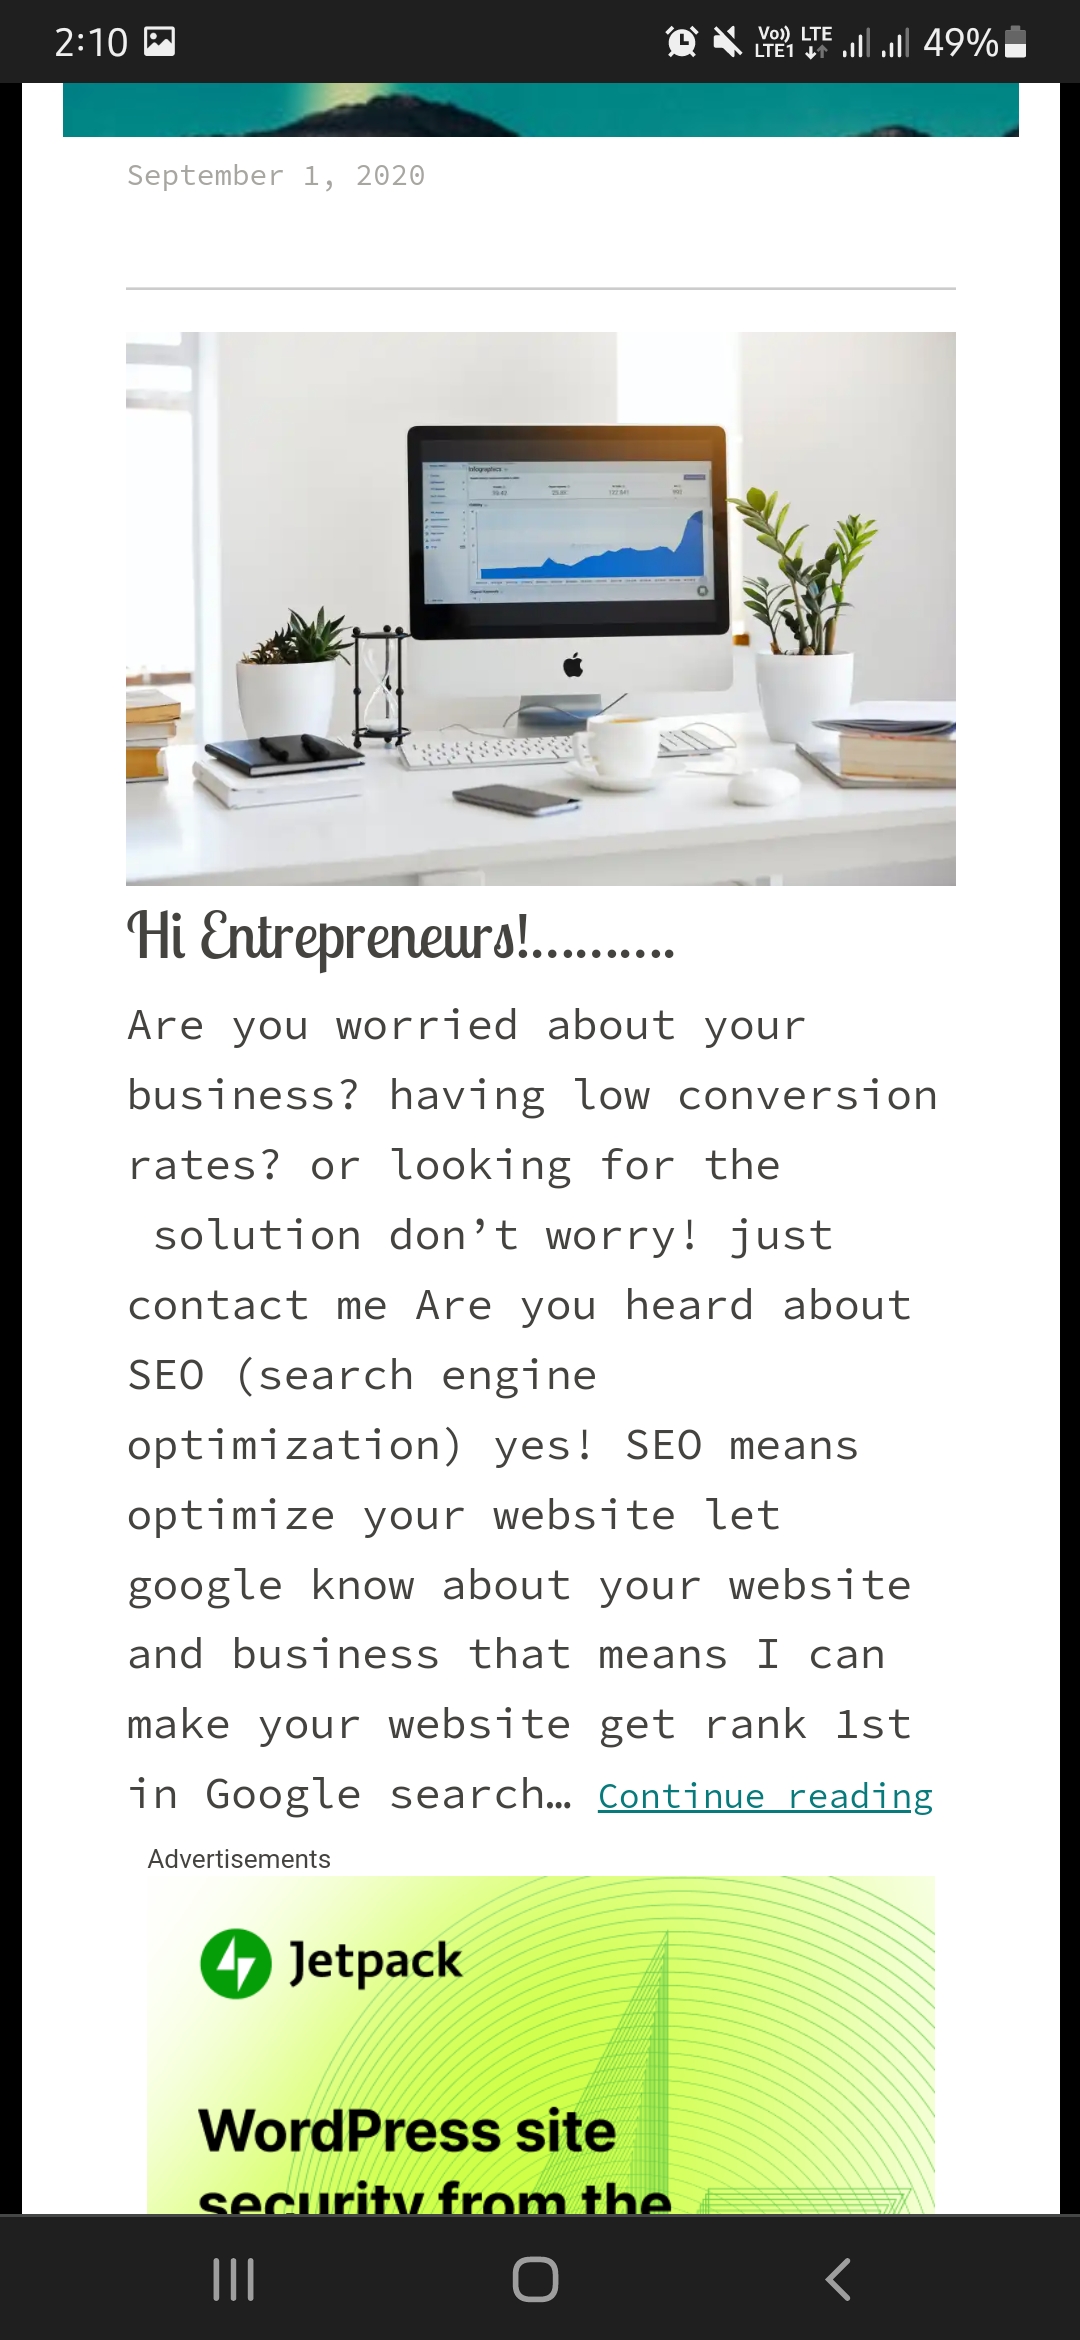 2:10
Vo)) LTE
LTE1
49%
September 1, 2020
Infographics
Hi Entrepreneurs!..........
Are you worried about your
business? having low conversion
rates? or looking for the
solution don’t worry! just
contact me Are you heard about
SEO (search engine
optimization) yes! SEO means
optimize your website let
google know about your website
and business that means I can
make your website get rank 1st
in Google search… Continue reading
Advertisements
Jetpack
WordPress site
security from the